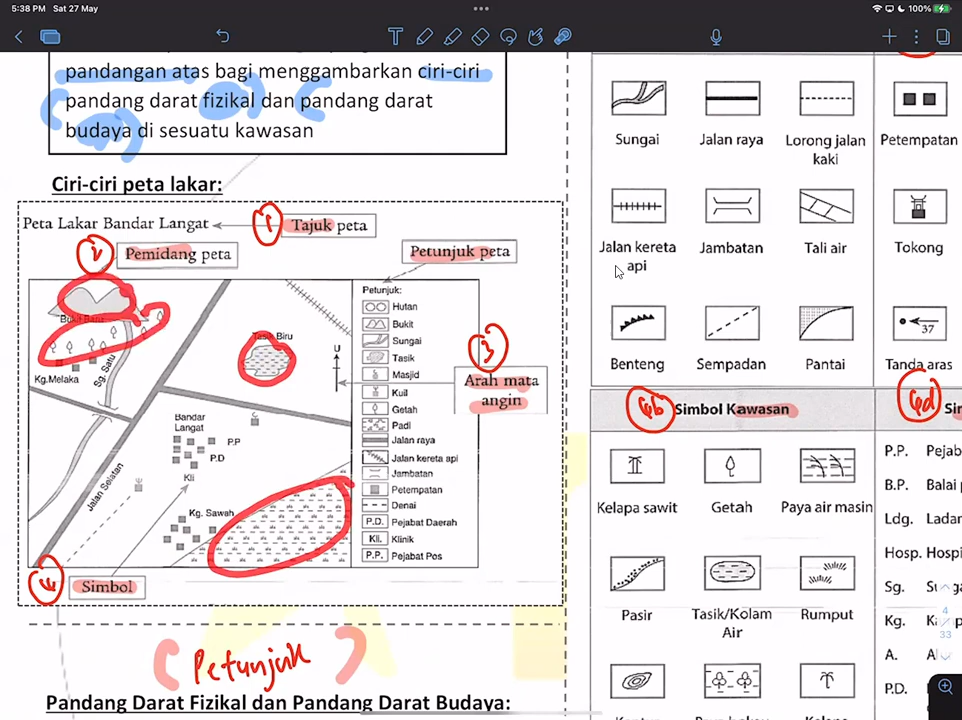 5:38 PM Sat 27 May
100%
pandangan atas bagi menggambarkan ciri-ciri
pandang darat fizikal dan pandang darat
budaya di sesuatu kawasan
Ciri-ciri peta lakar:
Peta Lakar Bandar Langat
1
Tajuk peta
2
Pemidang peta
Petunjuk peta
Bukit Baru
Tasik Biru
Kg.Melaka
Sg. Satu
U
3
Arah mata
angin
Bandar
Langat
P.P
P.D
Kli
Jalan Selatan
Kg. Sawah
4
Simbol
Petunjuk:
Hutan
Bukit
Sungai
Tasik
Masjid
Kuil
Getah
Padi
Jalan raya
Jalan kereta api
Jambatan
Petempatan
Denai
P.D. Pejabat Daerah
Kli. Klinik
P.P. Pejabat Pos
(Petunjuk)
Pandang Darat Fizikal dan Pandang Darat Budaya:
Sungai
Jalan raya
Lorong jalan
kaki
Petempatan
Jalan kereta
api
Jambatan
Tali air
Tokong
37
Benteng
Sempadan
Pantai
Tanda aras
4b
Simbol Kawasan
4d
Kelapa sawit
Getah
Paya air masin
Pasir
Tasik/Kolam
Air
Rumput
P.P.
B.P. Balai
Ldg.
Hosp.
Sg.
Kg.
A.
P.D.
4
33